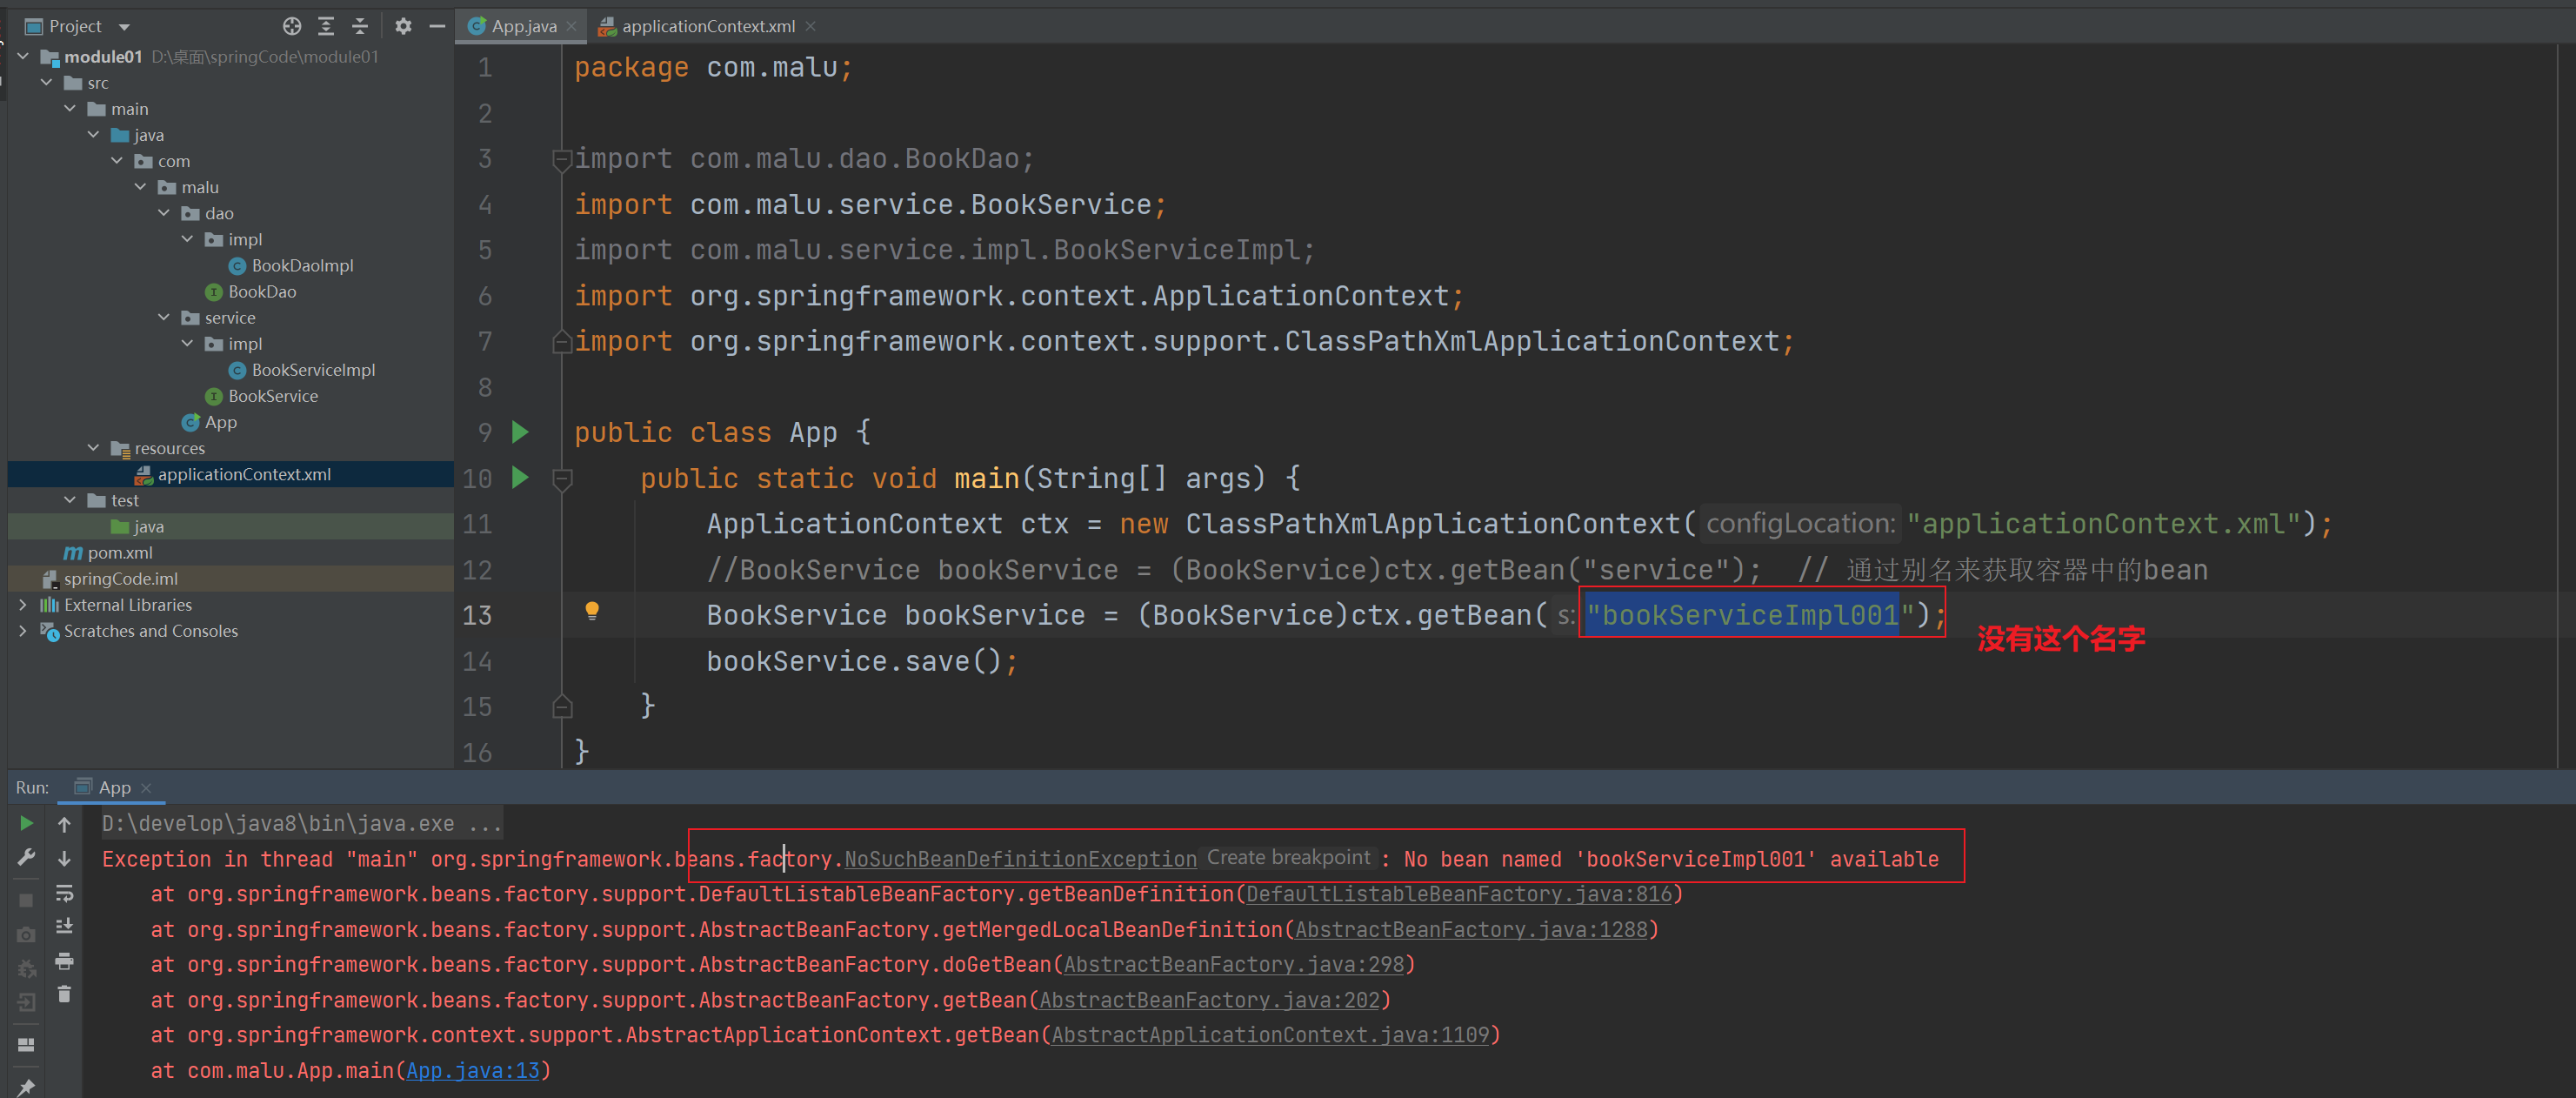 Project
module01 D:\桌面\springCode\module01
src
main
java
com
malu
dao
impl
BookDaoImpl
BookDao
service
impl
BookServiceImpl
BookService
App
resources
applicationContext.xml
test
java
pom.xml
springCode.iml
External Libraries
Scratches and Consoles
App.java
applicationContext.xml
1 package com.malu;
2
3 import com.malu.dao.BookDao;
4 import com.malu.service.BookService;
5 import com.malu.service.impl.BookServiceImpl;
6 import org.springframework.context.ApplicationContext;
7 import org.springframework.context.support.ClassPathXmlApplicationContext;
8
9 public class App {
10 public static void main(String[] args) {
11 ApplicationContext ctx = new ClassPathXmlApplicationContext( configLocation: "applicationContext.xml");
12 //BookService bookService = (BookService)ctx.getBean("service"); // 通过别名来获取容器中的bean
13 BookService bookService = (BookService)ctx.getBean( s: "bookServiceImpl001");
没有这个名字
14 bookService.save();
15 }
16 }
Run: App
D:\develop\java8\bin\java.exe ...
Exception in thread "main" org.springframework.beans.factory.NoSuchBeanDefinitionException Create breakpoint : No bean named 'bookServiceImpl001' available
at org.springframework.beans.factory.support.DefaultListableBeanFactory.getBeanDefinition(DefaultListableBeanFactory.java:816)
at org.springframework.beans.factory.support.AbstractBeanFactory.getMergedLocalBeanDefinition(AbstractBeanFactory.java:1288)
at org.springframework.beans.factory.support.AbstractBeanFactory.doGetBean(AbstractBeanFactory.java:298)
at org.springframework.beans.factory.support.AbstractBeanFactory.getBean(AbstractBeanFactory.java:202)
at org.springframework.context.support.AbstractApplicationContext.getBean(AbstractApplicationContext.java:1109)
at com.malu.App.main(App.java:13)